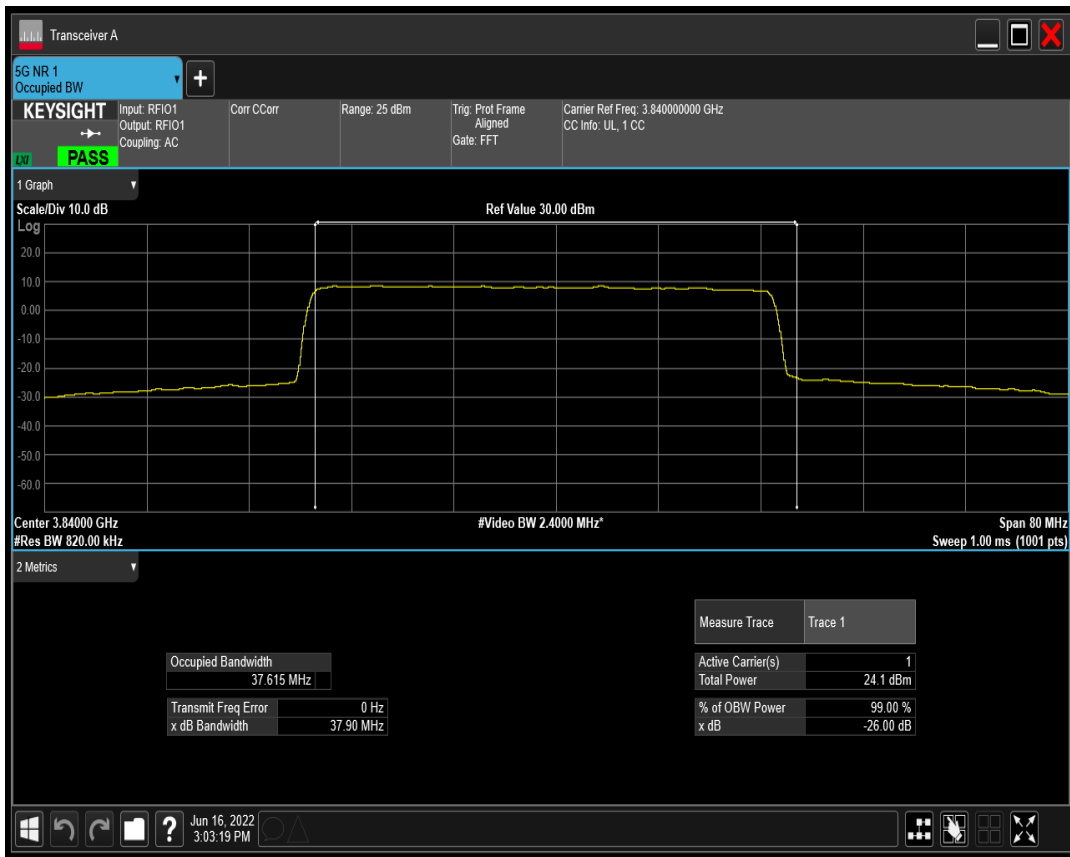 Transceiver A
5G NR 1
Occupied BW
+
KEYSIGHT
LXI
PASS
Input: RFIO1
Output: RFIO1
Coupling: AC
Corr CCorr
Range: 25 dBm
Trig: Prot Frame
Aligned
Gate: FFT
Carrier Ref Freq: 3.840000000 GHz
CC Info: UL, 1 CC
1 Graph
Scale/Div 10.0 dB
Ref Value 30.00 dBm
Log
20.0
10.0
0.00
-10.0
-20.0
-30.0
-40.0
-50.0
-60.0
Center 3.84000 GHz
#Video BW 2.4000 MHz*
Span 80 MHz
#Res BW 820.00 kHz
Sweep 1.00 ms (1001 pts)
2 Metrics
Measure Trace Trace 1
Occupied Bandwidth
37.615 MHz
Active Carrier(s) 1
Total Power 24.1 dBm
Transmit Freq Error 0 Hz
x dB Bandwidth 37.90 MHz
% of OBW Power 99.00 %
x dB -26.00 dB
?
Jun 16, 2022
3:03:19 PM